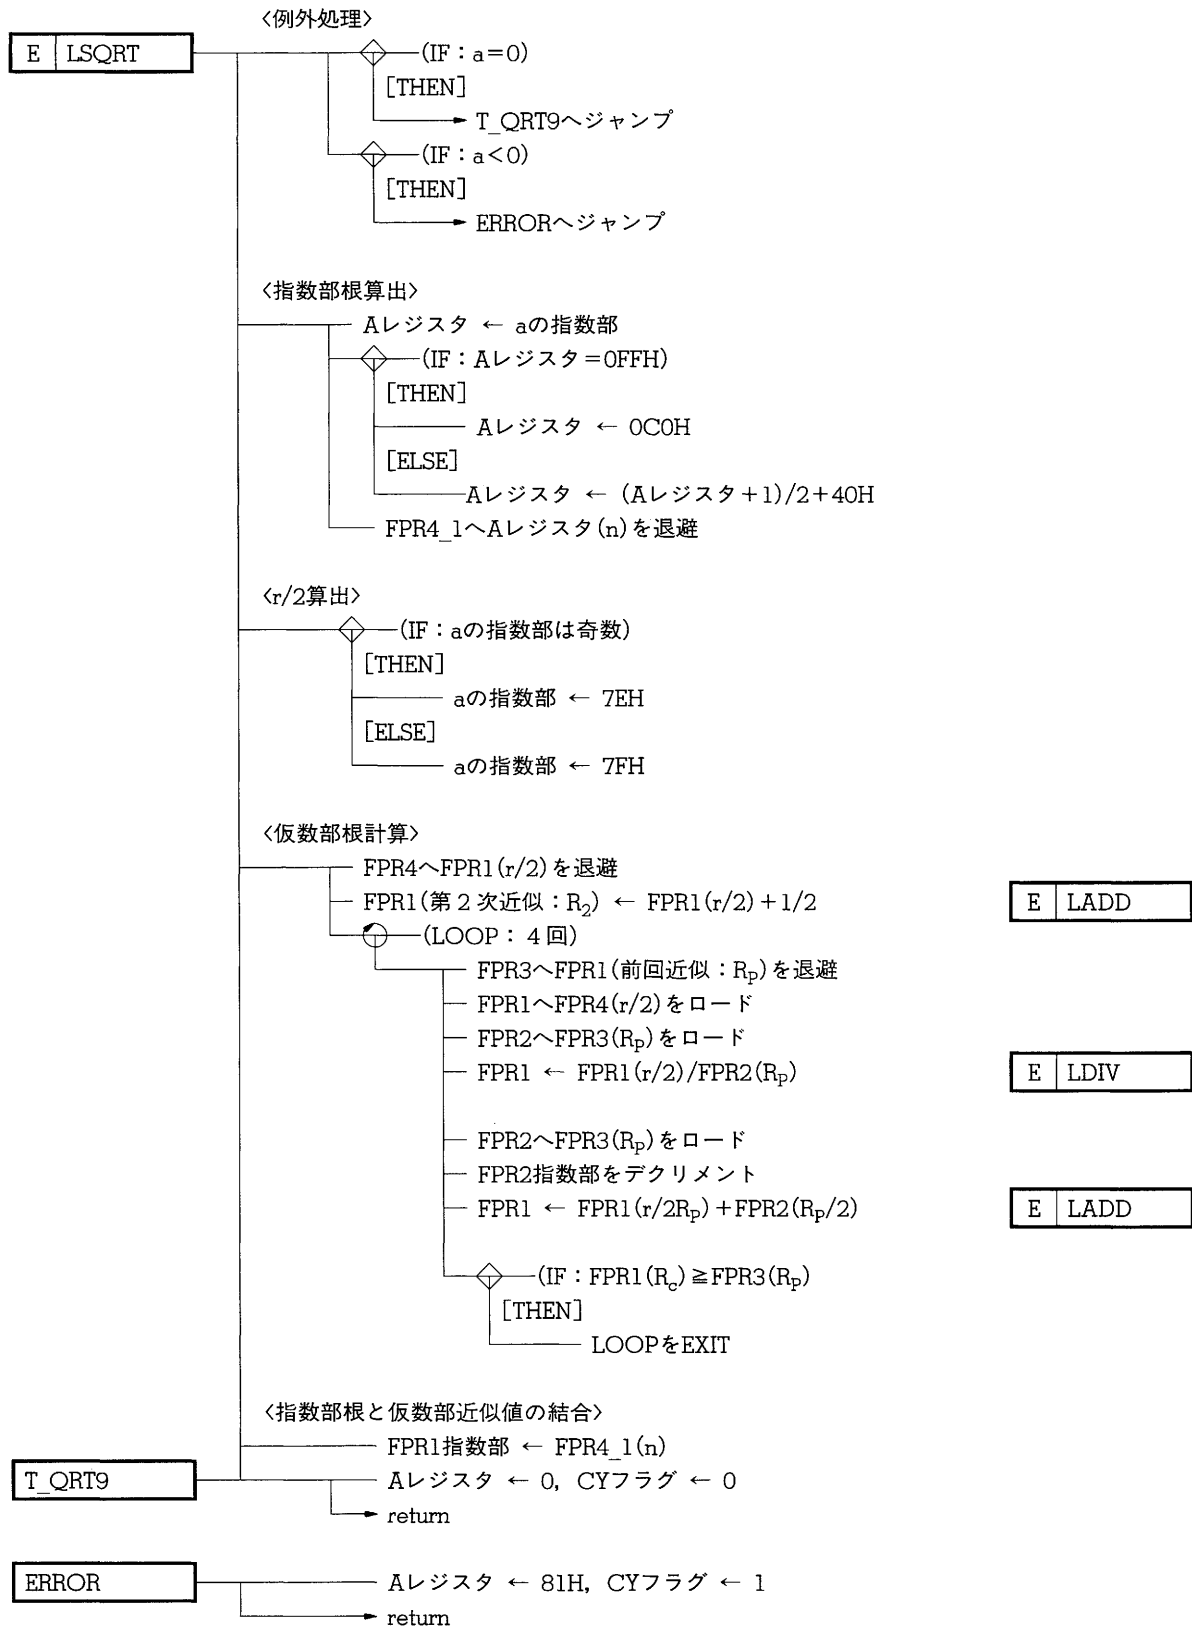 〈例外処理〉
E LSQRT
(IF：a＝0)
[THEN]
T_QRT9へジャンプ
(IF：a＜0)
[THEN]
ERRORへジャンプ
〈指数部根算出〉
Aレジスタ ← aの指数部
(IF：Aレジスタ＝0FFH)
[THEN]
Aレジスタ ← 0C0H
[ELSE]
Aレジスタ ← (Aレジスタ＋1)/2＋40H
FPR4_1へAレジスタ(n)を退避
〈r/2算出〉
(IF：aの指数部は奇数)
[THEN]
aの指数部 ← 7EH
[ELSE]
aの指数部 ← 7FH
〈仮数部根計算〉
FPR4へFPR1(r/2)を退避
FPR1(第2次近似：R₂) ← FPR1(r/2)＋1/2
E LADD
(LOOP：4回)
FPR3へFPR1(前回近似：Rₚ)を退避
FPR1へFPR4(r/2)をロード
FPR2へFPR3(Rₚ)をロード
FPR1 ← FPR1(r/2)/FPR2(Rₚ)
E LDIV
FPR2へFPR3(Rₚ)をロード
FPR2指数部をデクリメント
FPR1 ← FPR1(r/2Rₚ)＋FPR2(Rₚ/2)
E LADD
(IF：FPR1(R꜀)≧FPR3(Rₚ)
[THEN]
LOOPをEXIT
〈指数部根と仮数部近似値の結合〉
FPR1指数部 ← FPR4_1(n)
T_QRT9
Aレジスタ ← 0，CYフラグ ← 0
return
ERROR
Aレジスタ ← 81H，CYフラグ ← 1
return